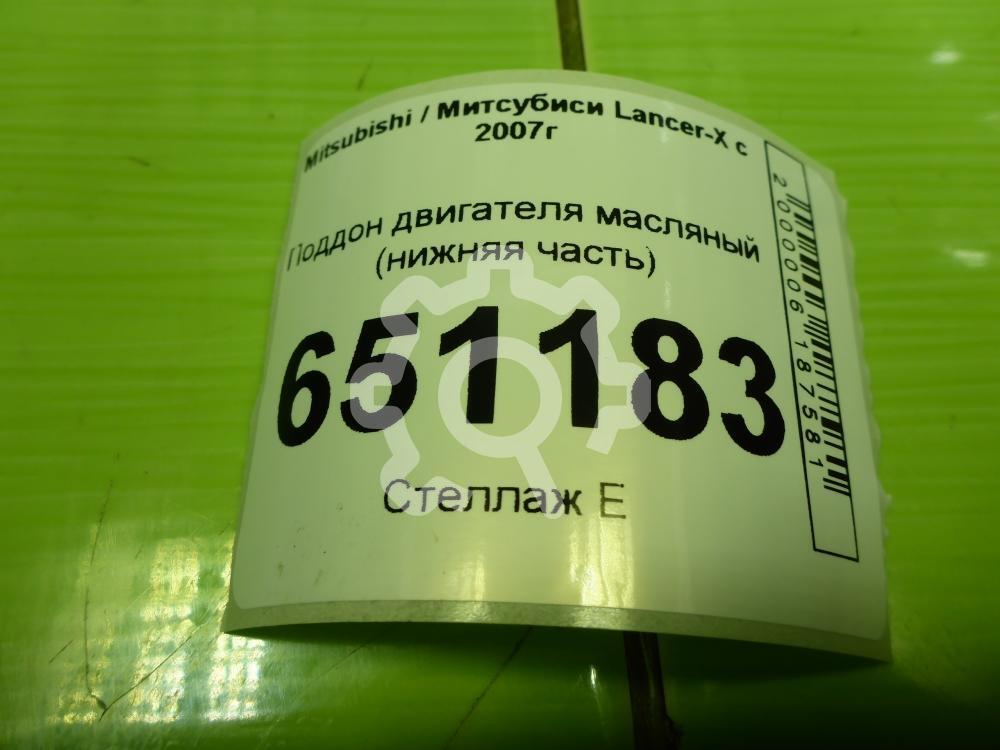 Mitsubishi / Митсубиси Lancer-X с
2007г
Поддон двигателя масляный
(нижняя часть)
651183
Стеллаж Е
2000006187581